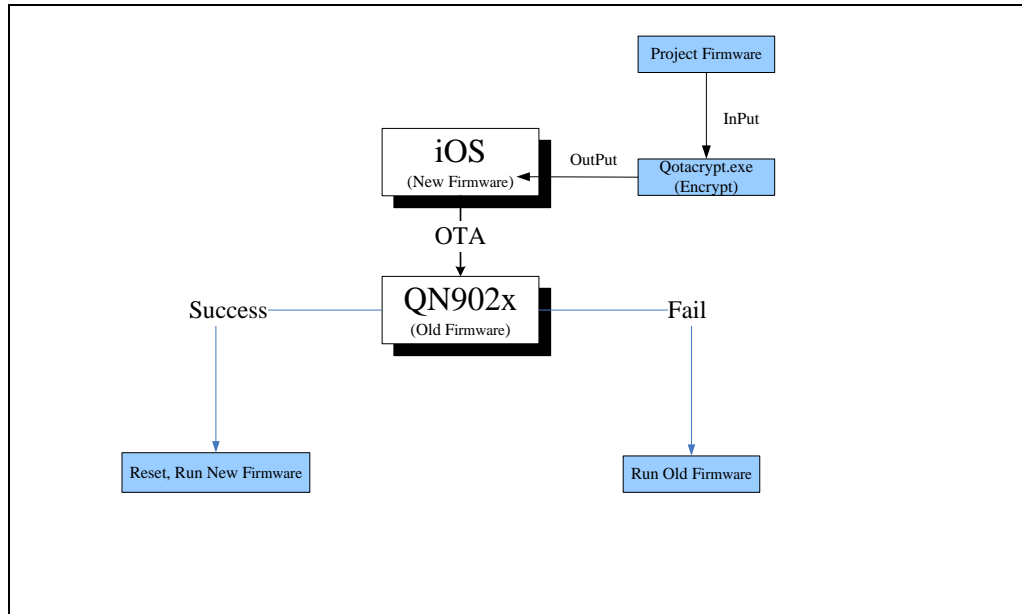 Project Firmware
InPut
iOS
(New Firmware)
OutPut
Qotacrypt.exe
(Encrypt)
OTA
QN902x
(Old Firmware)
Success
Fail
Reset, Run New Firmware
Run Old Firmware